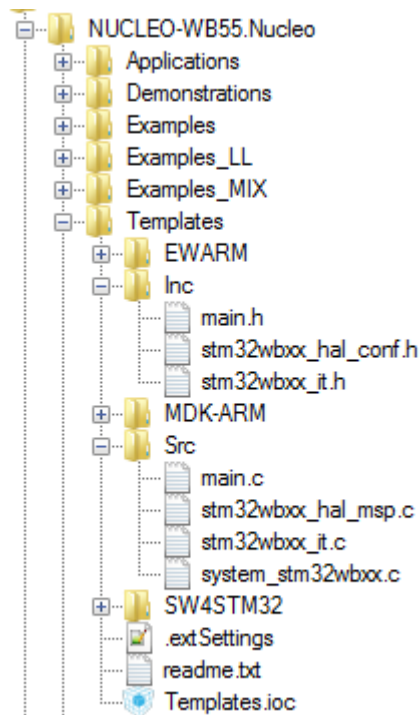 NUCLEO-WB55.Nucleo
Applications
Demonstrations
Examples
Examples_LL
Examples_MIX
Templates
EWARM
Inc
main.h
stm32wbxx_hal_conf.h
stm32wbxx_it.h
MDK-ARM
Src
main.c
stm32wbxx_hal_msp.c
stm32wbxx_it.c
system_stm32wbxx.c
SW4STM32
.extSettings
readme.txt
Templates.ioc